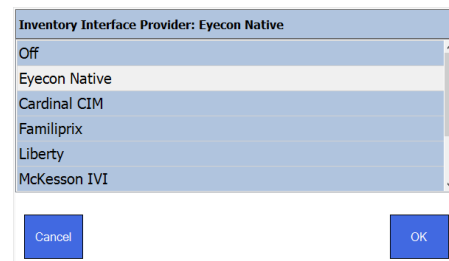 Inventory Interface Provider: Eyecon Native
Off
Eyecon Native
Cardinal CIM
Familiprix
Liberty
McKesson IVI
Cancel
OK